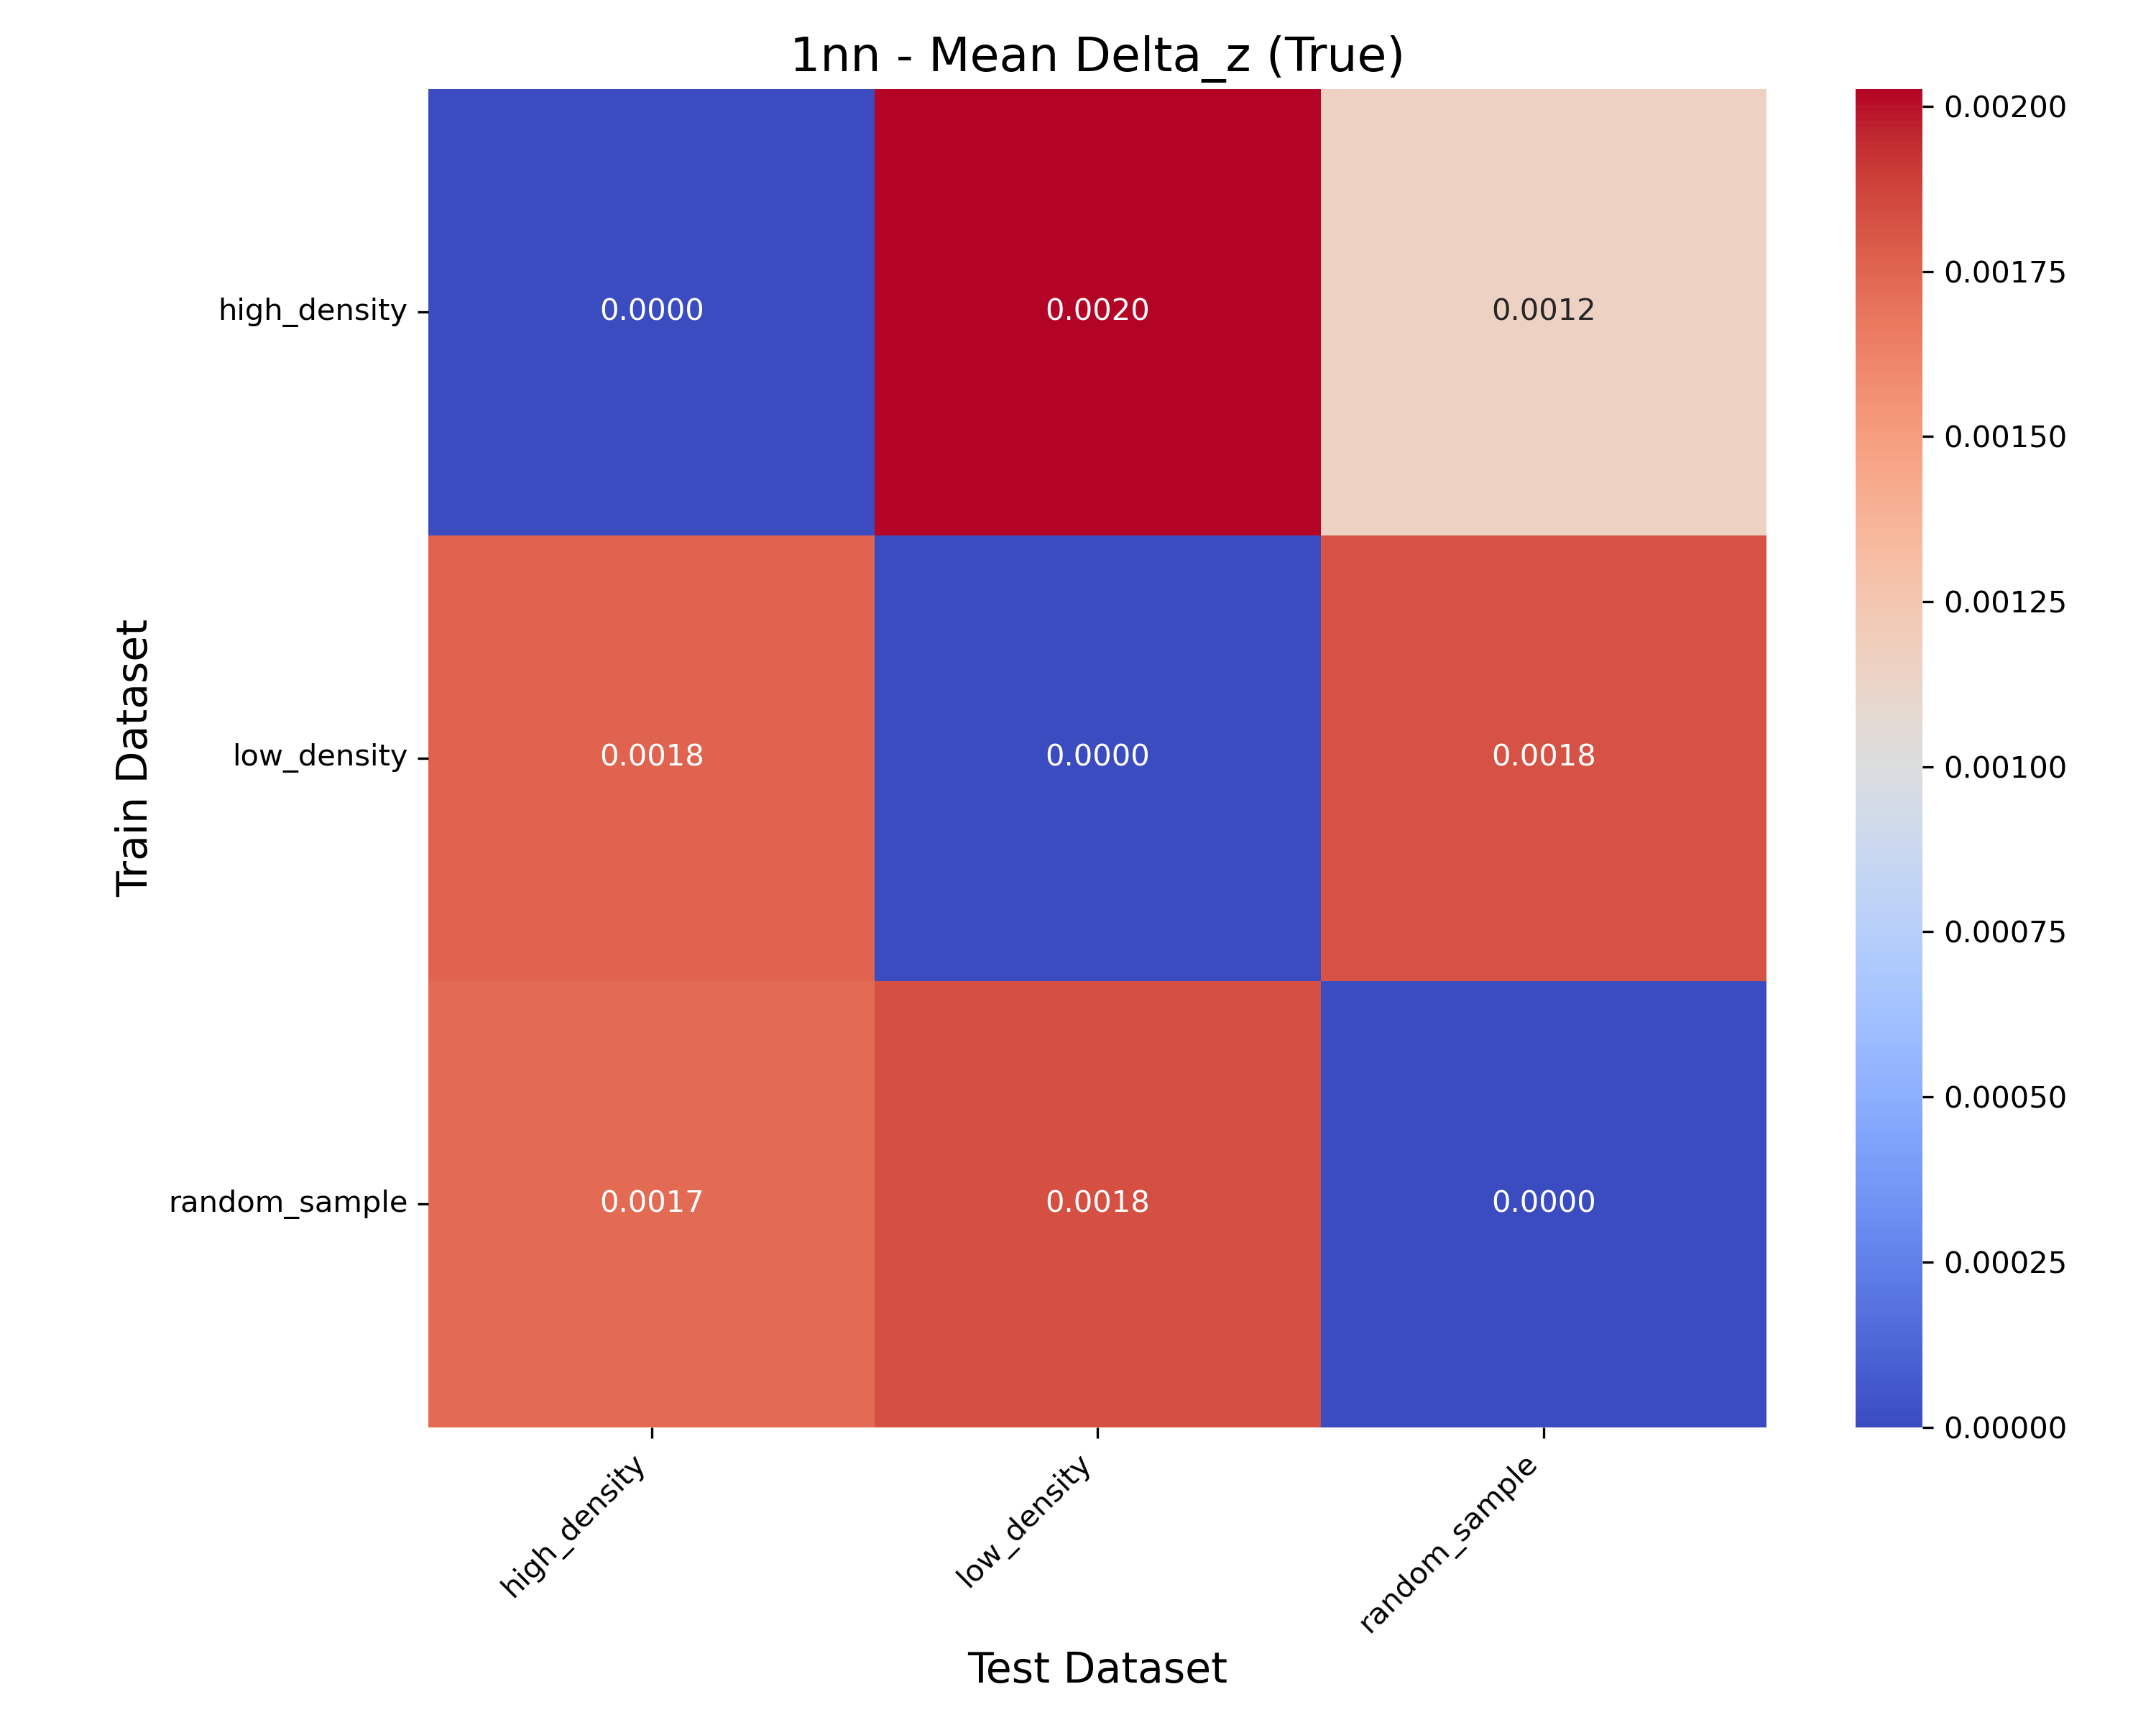 1nn - Mean Delta_z (True)
high_density
0.0000
0.0020
0.0012
low_density
0.0018
0.0000
0.0018
random_sample
0.0017
0.0018
0.0000
Train Dataset
high_density
low_density
random_sample
Test Dataset
0.00200
0.00175
0.00150
0.00125
0.00100
0.00075
0.00050
0.00025
0.00000